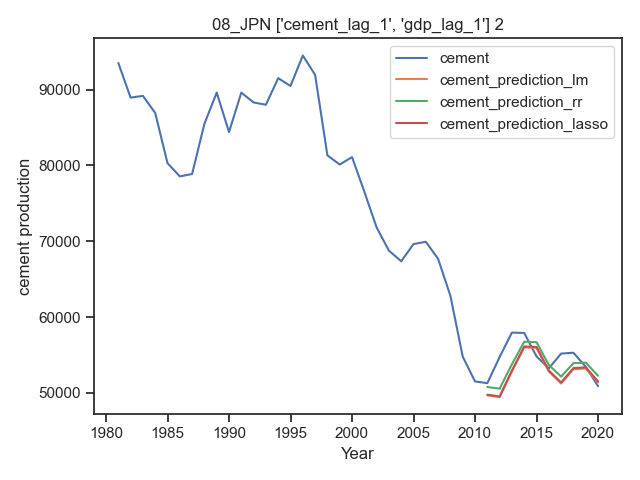 08_JPN ['cement_lag_1', 'gdp_lag_1'] 2
cement
cement_prediction_lm
cement_prediction_rr
cement_prediction_lasso
cement production
90000
80000
70000
60000
50000
1980 1985 1990 1995 2000 2005 2010 2015 2020
Year